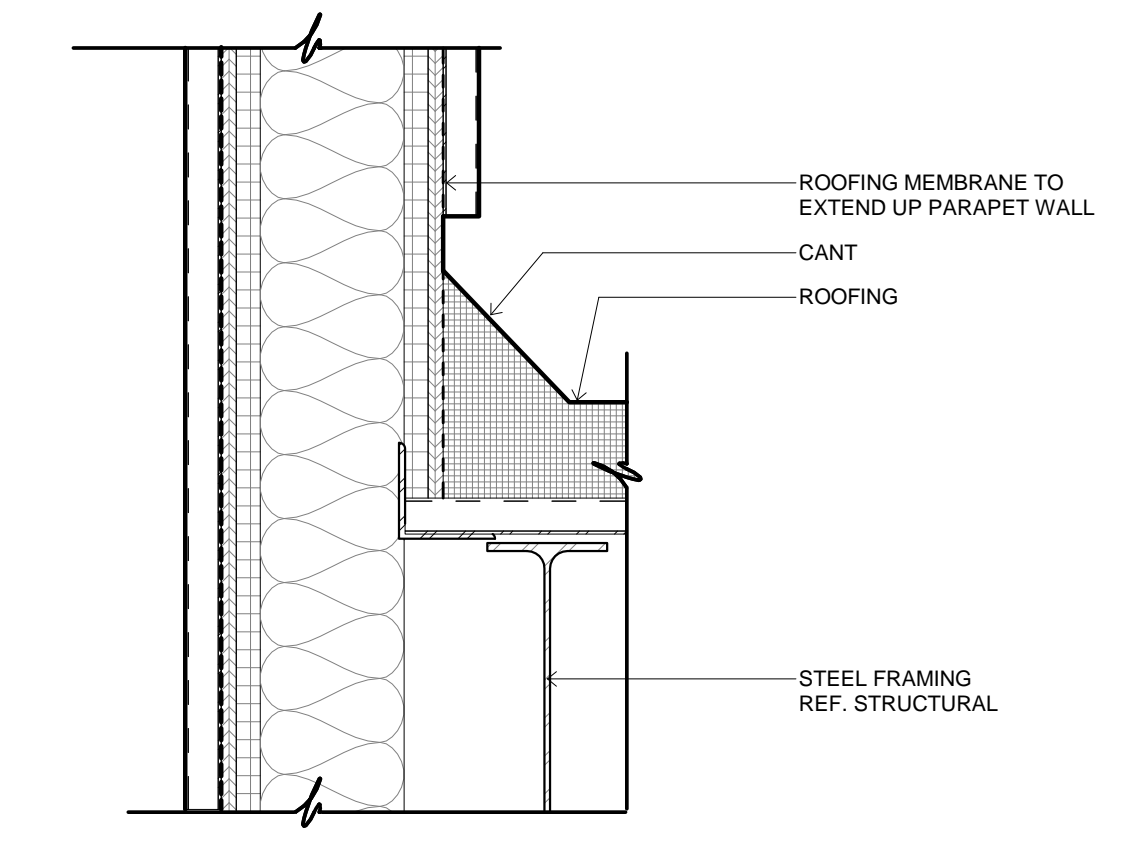 ROOFING MEMBRANE TO
EXTEND UP PARAPET WALL
CANT
ROOFING
STEEL FRAMING
REF. STRUCTURAL